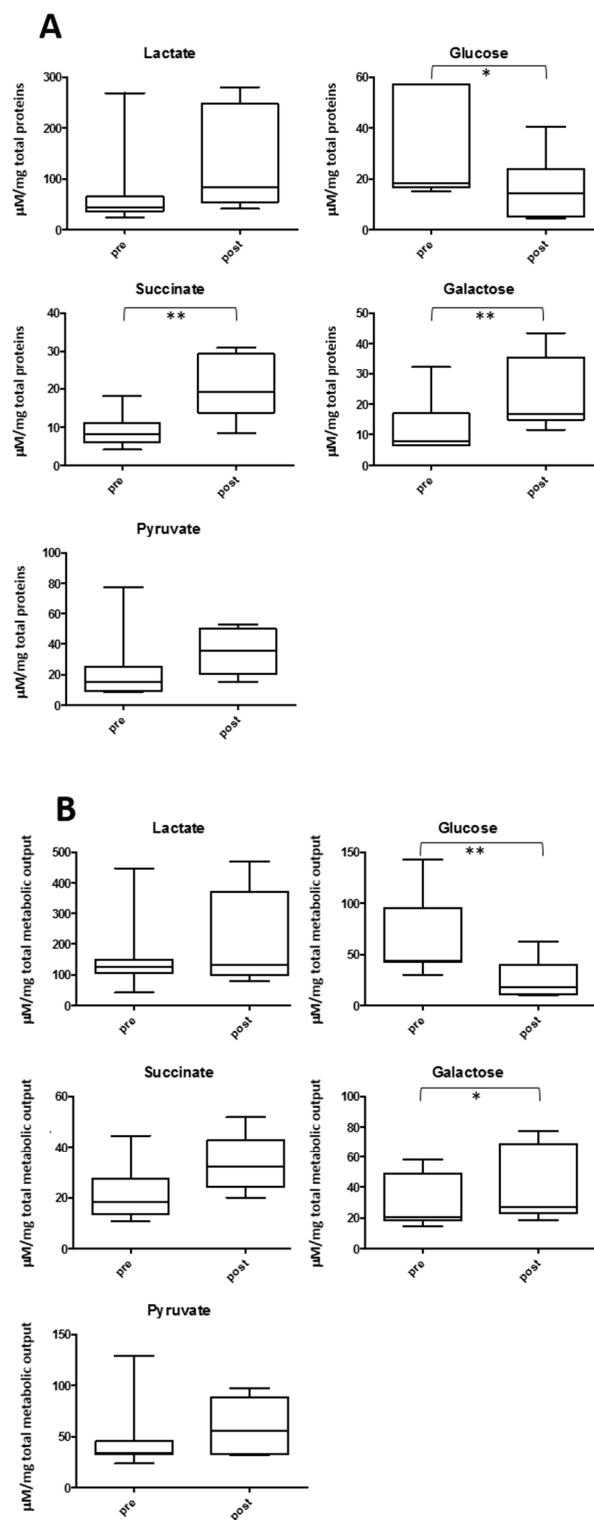 A
Lactate
µM/mg total proteins
300
200
100
0
pre
post
Glucose
*
µM/mg total proteins
60
40
20
0
pre
post
Succinate
**
µM/mg total proteins
40
30
20
10
0
pre
post
Galactose
**
µM/mg total proteins
50
40
30
20
10
0
pre
post
Pyruvate
µM/mg total proteins
100
80
60
40
20
0
pre
post
B
Lactate
µM/mg total metabolic output
500
400
300
200
100
0
pre
post
Glucose
**
µM/mg total metabolic output
150
100
50
0
pre
post
Succinate
µM/mg total metabolic output
60
40
20
0
pre
post
Galactose
*
µM/mg total metabolic output
100
80
60
40
20
0
pre
post
Pyruvate
µM/mg total metabolic output
150
100
50
0
pre
post